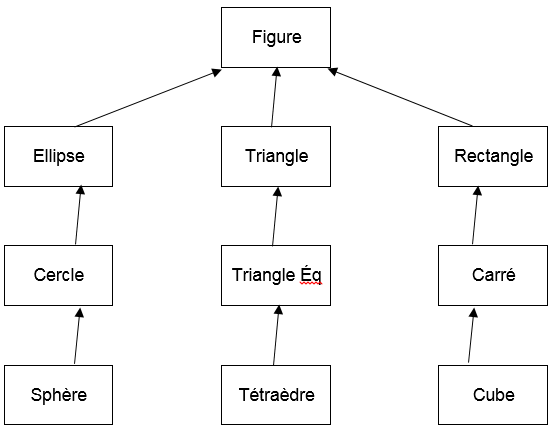 Figure
Ellipse
Triangle
Rectangle
Cercle
Triangle Éq
Carré
Sphère
Tétraèdre
Cube